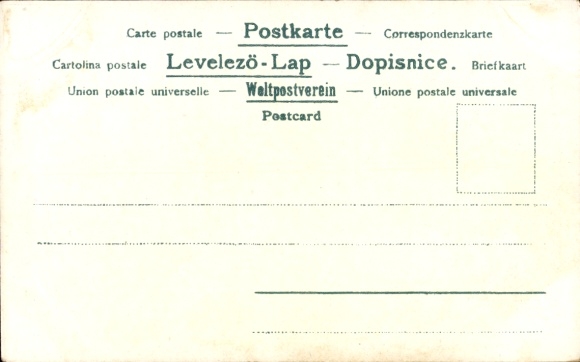 Carte postale — Postkarte — Correspondenzkarte
Cartolina postale Levelezö-Lap — Dopisnice. Briefkaart
Union postale universelle — Weltpostverein — Unione postale universale
Postcard